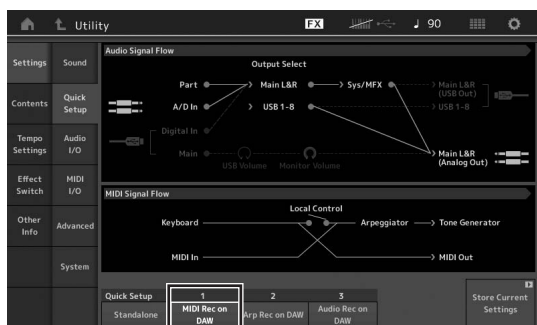 Utility
FX
♩ 90
Settings
Sound
Contents
Quick
Setup
Tempo
Settings
Audio
I/O
Effect
Switch
MIDI
I/O
Other
Info
Advanced
System
Audio Signal Flow
Output Select
Part
Main L&R
Sys/MFX
Main L&R
(USB Out)
A/D In
USB 1-8
USB 1-8
Digital In
Main
USB Volume
Monitor Volume
Main L&R
(Analog Out)
MIDI Signal Flow
Local Control
Keyboard
Arpeggiator
Tone Generator
MIDI In
MIDI Out
Quick Setup
1
2
3
Standalone
MIDI Rec on
DAW
Arp Rec on DAW
Audio Rec on
DAW
Store Current
Settings